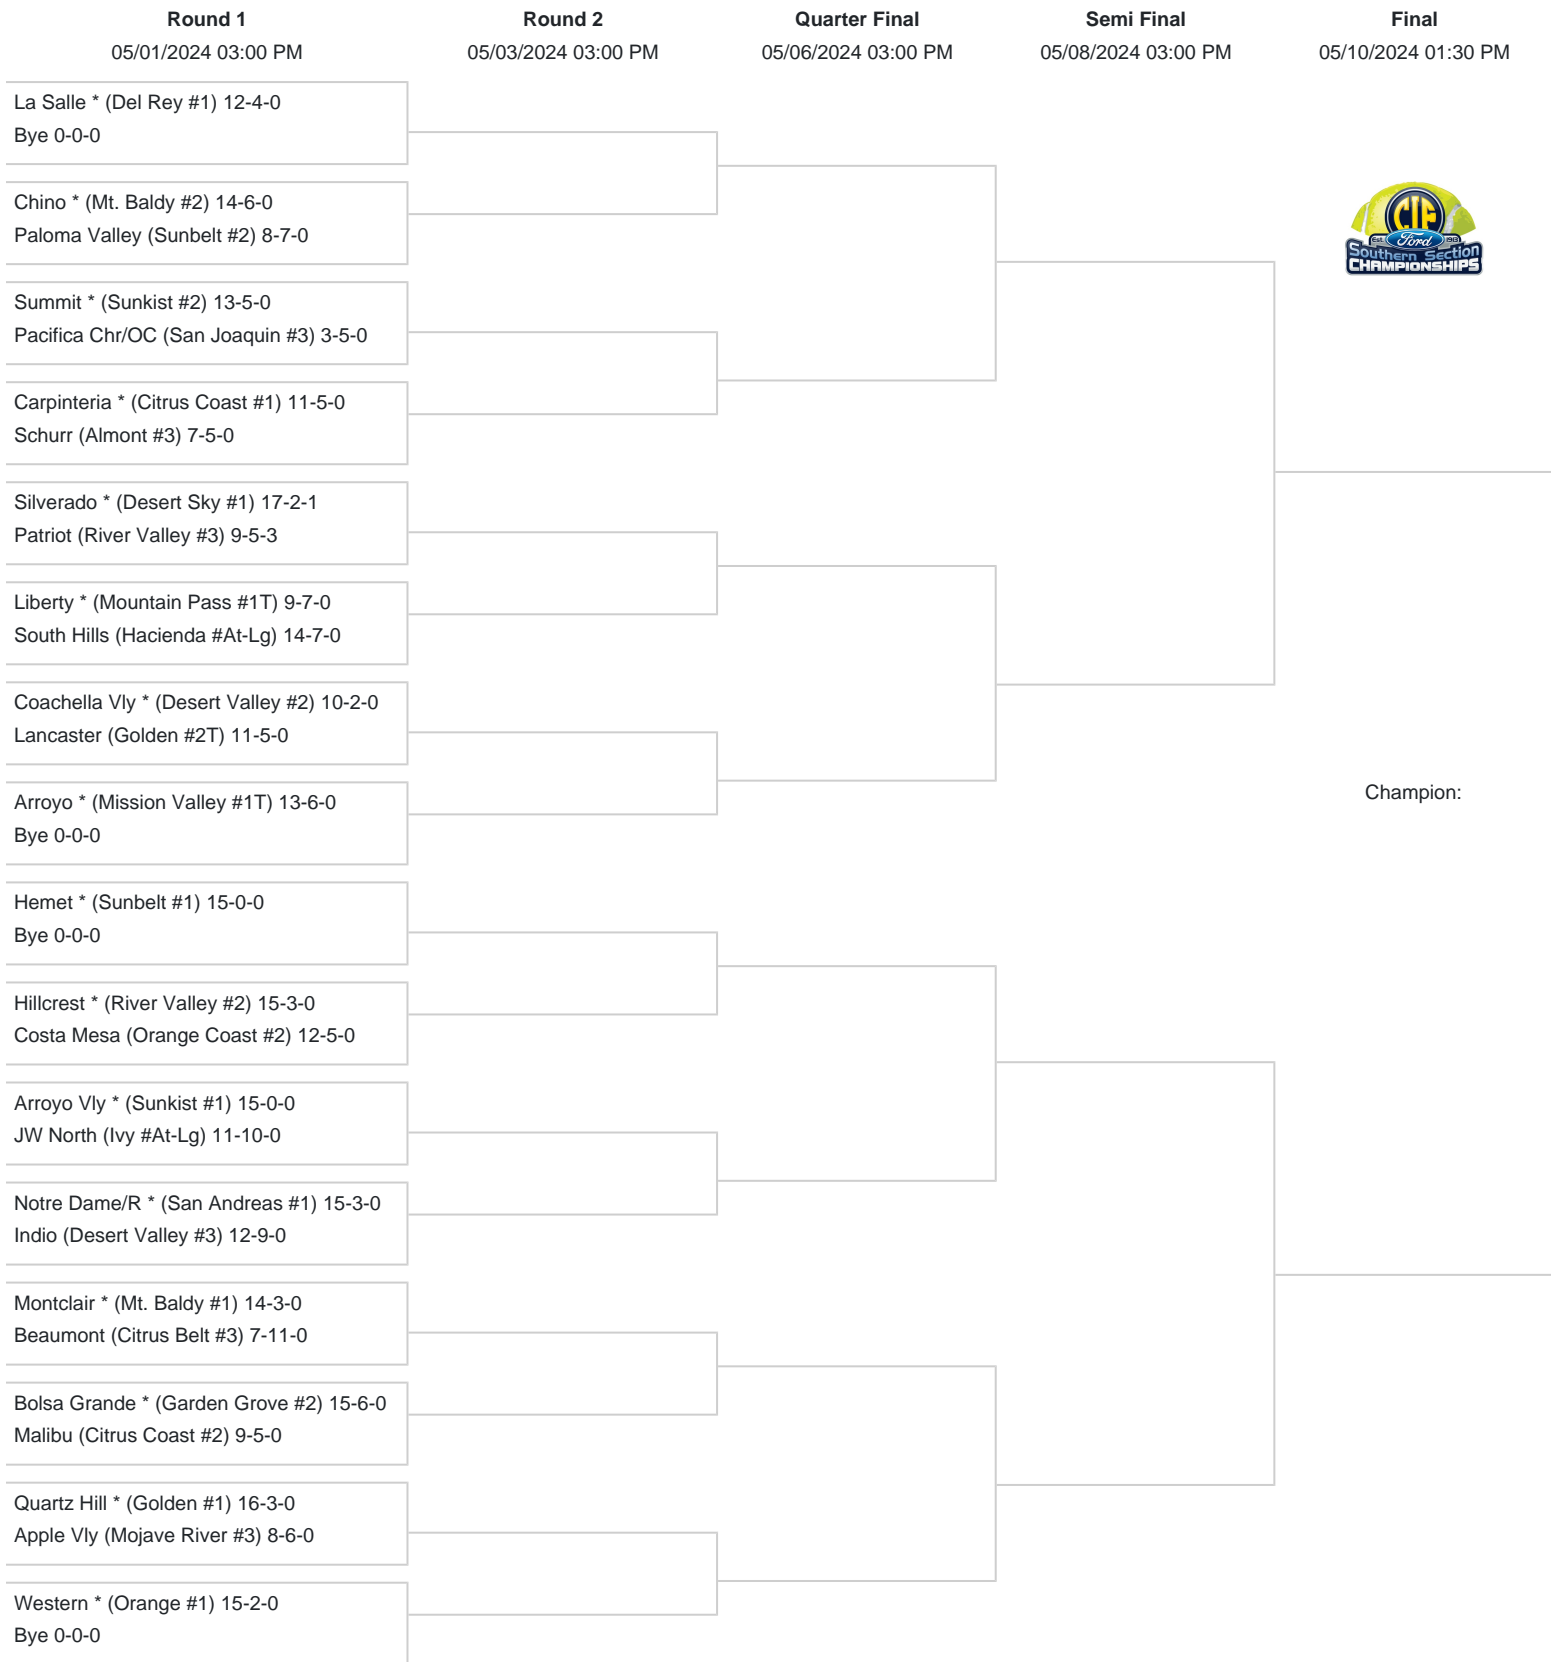 Round 1 Round 2 Quarter Final Semi Final Final
05/01/2024 03:00 PM 05/03/2024 03:00 PM 05/06/2024 03:00 PM 05/08/2024 03:00 PM 05/10/2024 01:30 PM
La Salle * (Del Rey #1) 12-4-0
Bye 0-0-0
Chino * (Mt. Baldy #2) 14-6-0
Paloma Valley (Sunbelt #2) 8-7-0
CIF
Est. Ford 1913
Southern Section
CHAMPIONSHIPS
Summit * (Sunkist #2) 13-5-0
Pacifica Chr/OC (San Joaquin #3) 3-5-0
Carpinteria * (Citrus Coast #1) 11-5-0
Schurr (Almont #3) 7-5-0
Silverado * (Desert Sky #1) 17-2-1
Patriot (River Valley #3) 9-5-3
Liberty * (Mountain Pass #1T) 9-7-0
South Hills (Hacienda #At-Lg) 14-7-0
Coachella Vly * (Desert Valley #2) 10-2-0
Lancaster (Golden #2T) 11-5-0
Arroyo * (Mission Valley #1T) 13-6-0
Bye 0-0-0
Champion:
Hemet * (Sunbelt #1) 15-0-0
Bye 0-0-0
Hillcrest * (River Valley #2) 15-3-0
Costa Mesa (Orange Coast #2) 12-5-0
Arroyo Vly * (Sunkist #1) 15-0-0
JW North (Ivy #At-Lg) 11-10-0
Notre Dame/R * (San Andreas #1) 15-3-0
Indio (Desert Valley #3) 12-9-0
Montclair * (Mt. Baldy #1) 14-3-0
Beaumont (Citrus Belt #3) 7-11-0
Bolsa Grande * (Garden Grove #2) 15-6-0
Malibu (Citrus Coast #2) 9-5-0
Quartz Hill * (Golden #1) 16-3-0
Apple Vly (Mojave River #3) 8-6-0
Western * (Orange #1) 15-2-0
Bye 0-0-0